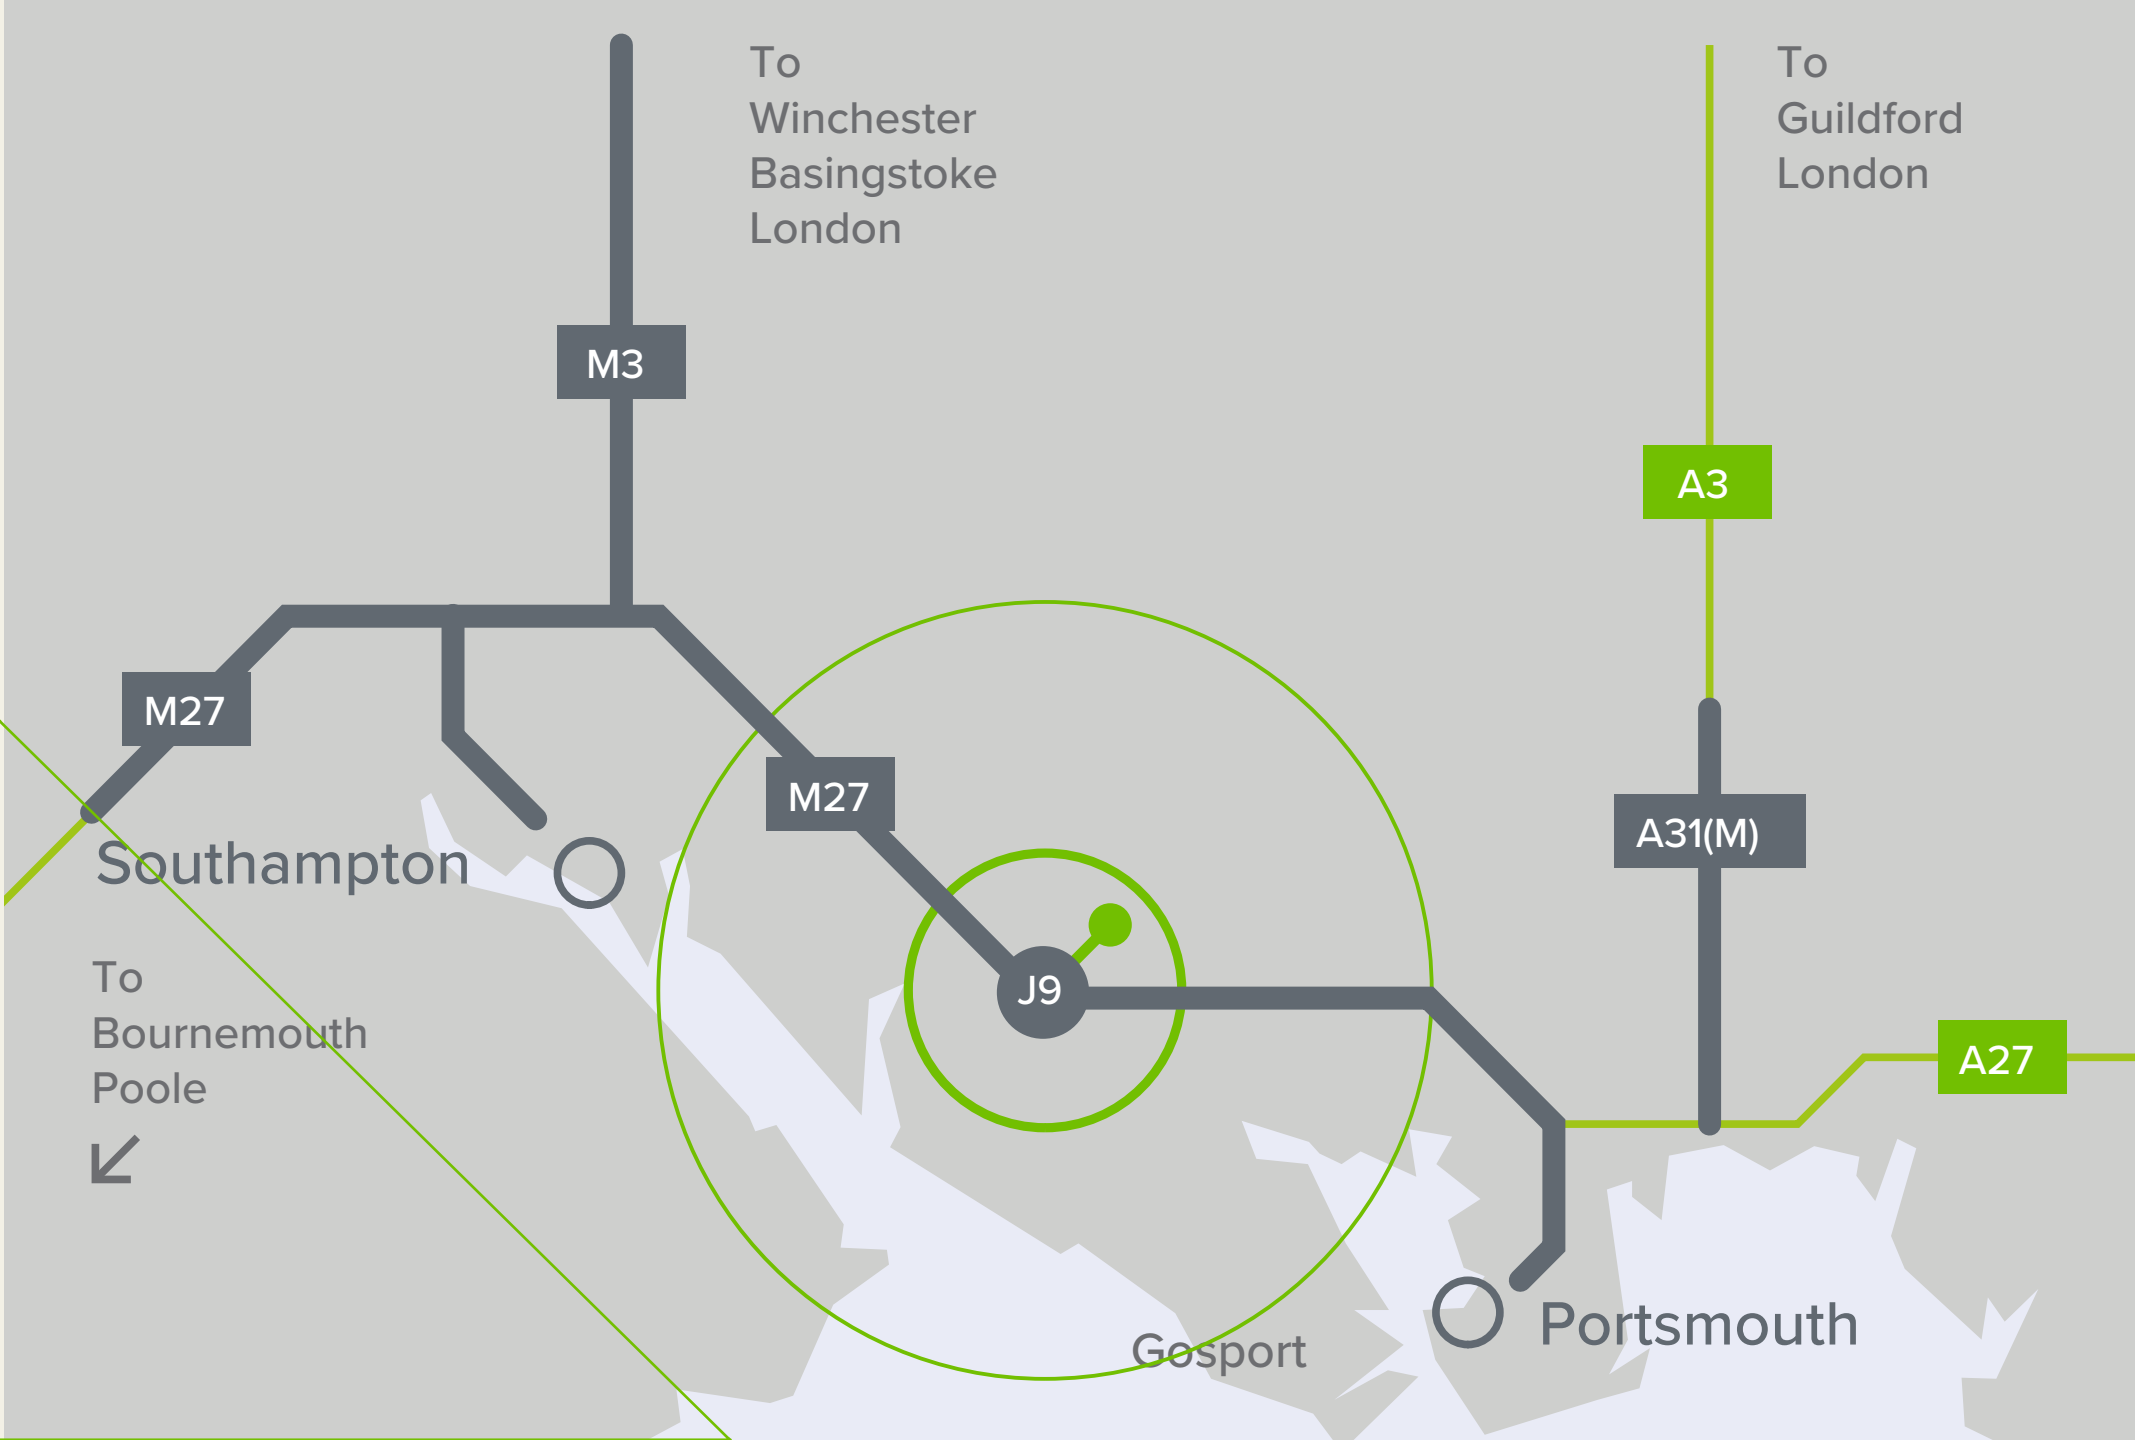 To
Winchester
Basingstoke
London
To
Guildford
London
M3
A3
M27
M27
A31(M)
Southampton
J9
To
Bournemouth
Poole
A27
Portsmouth
Gosport